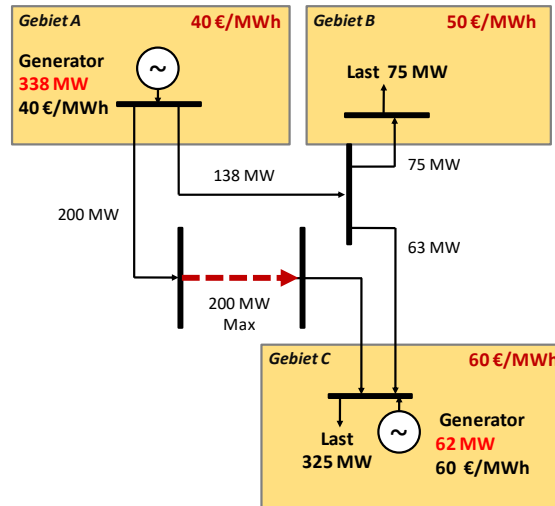 Gebiet A
40 €/MWh
Generator
338 MW
40 €/MWh
~
Gebiet B
50 €/MWh
Last 75 MW
138 MW
75 MW
200 MW
63 MW
200 MW
Max
Gebiet C
60 €/MWh
Last
325 MW
~
Generator
62 MW
60 €/MWh